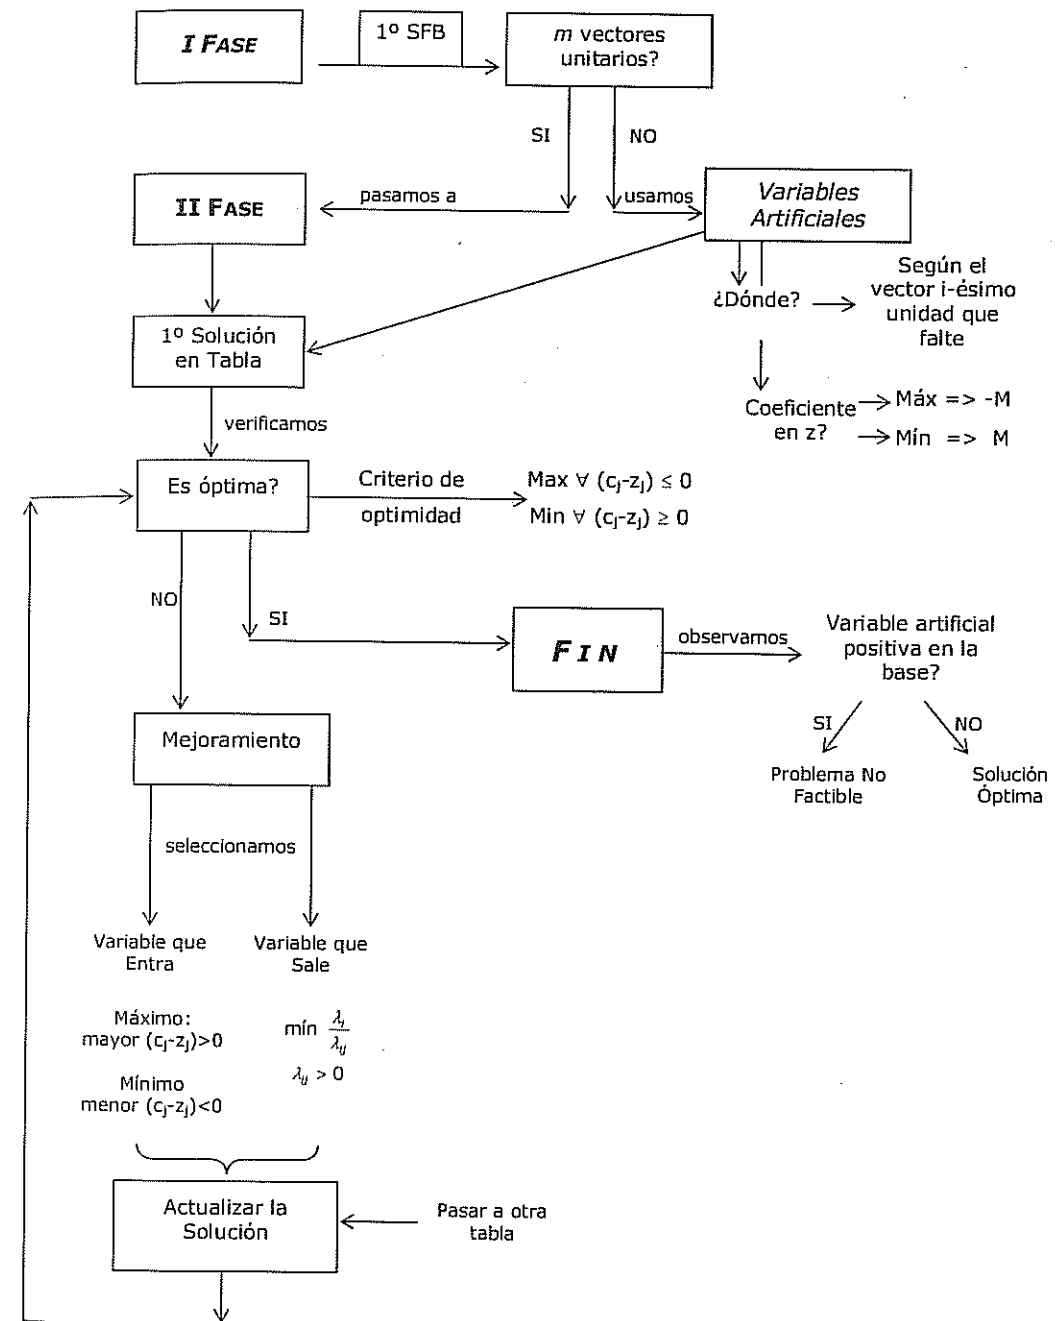 I FASE
1º SFB
m vectores
unitarios?
SI
NO
II FASE
pasamos a
usamos
Variables
Artificiales
¿Dónde?
Según el
vector i-ésimo
unidad que
falte
1º Solución
en Tabla
Coeficiente
en z?
Máx => -M
Mín => M
verificamos
Es óptima?
Criterio de
optimidad
Max ∀ (cj-zj) ≤ 0
Min ∀ (cj-zj) ≥ 0
NO
SI
FIN
observamos
Variable artificial
positiva en la
base?
SI
NO
Problema No
Factible
Solución
Óptima
Mejoramiento
seleccionamos
Variable que
Entra
Variable que
Sale
Máximo:
mayor (cj-zj)>0
Mínimo
menor (cj-zj)<0
mín λi/λij
λij > 0
Actualizar la
Solución
Pasar a otra
tabla